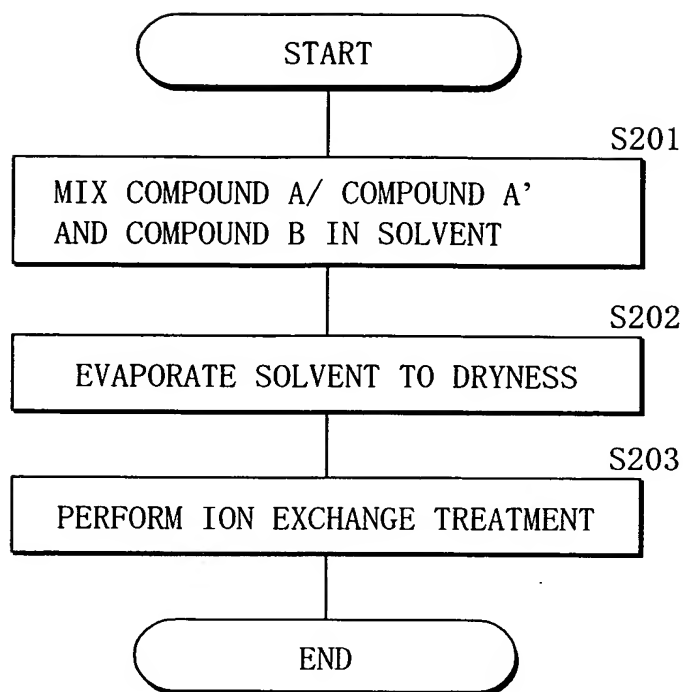 START
S201
MIX COMPOUND A/ COMPOUND A'
AND COMPOUND B IN SOLVENT
S202
EVAPORATE SOLVENT TO DRYNESS
S203
PERFORM ION EXCHANGE TREATMENT
END